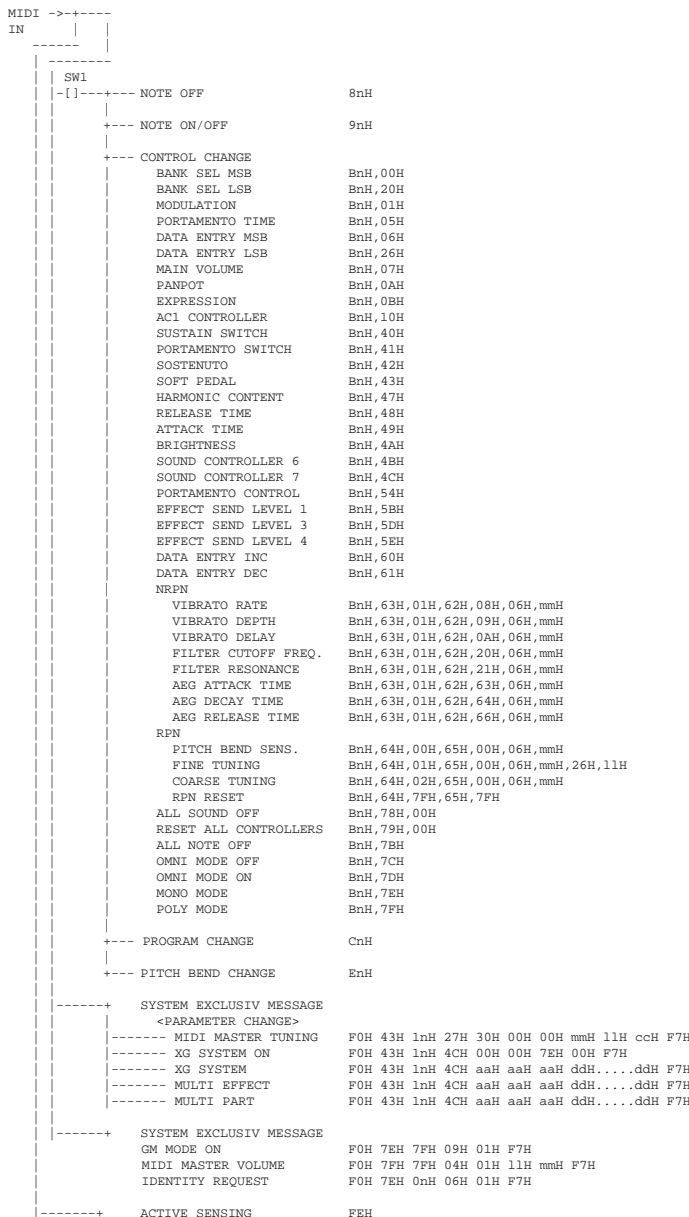 MIDI ->-+----
IN | |
------ |
| --------
| | SW1
| |-[]---+--- NOTE OFF 8nH
| | |
| | +--- NOTE ON/OFF 9nH
| | |
| | +--- CONTROL CHANGE
| | | BANK SEL MSB BnH,00H
| | | BANK SEL LSB BnH,20H
| | | MODULATION BnH,01H
| | | PORTAMENTO TIME BnH,05H
| | | DATA ENTRY MSB BnH,06H
| | | DATA ENTRY LSB BnH,26H
| | | MAIN VOLUME BnH,07H
| | | PANPOT BnH,0AH
| | | EXPRESSION BnH,0BH
| | | AC1 CONTROLLER BnH,10H
| | | SUSTAIN SWITCH BnH,40H
| | | PORTAMENTO SWITCH BnH,41H
| | | SOSTENUTO BnH,42H
| | | SOFT PEDAL BnH,43H
| | | HARMONIC CONTENT BnH,47H
| | | RELEASE TIME BnH,48H
| | | ATTACK TIME BnH,49H
| | | BRIGHTNESS BnH,4AH
| | | SOUND CONTROLLER 6 BnH,4BH
| | | SOUND CONTROLLER 7 BnH,4CH
| | | PORTAMENTO CONTROL BnH,54H
| | | EFFECT SEND LEVEL 1 BnH,5BH
| | | EFFECT SEND LEVEL 3 BnH,5DH
| | | EFFECT SEND LEVEL 4 BnH,5EH
| | | DATA ENTRY INC BnH,60H
| | | DATA ENTRY DEC BnH,61H
| | | NRPN
| | | VIBRATO RATE BnH,63H,01H,62H,08H,06H,mmH
| | | VIBRATO DEPTH BnH,63H,01H,62H,09H,06H,mmH
| | | VIBRATO DELAY BnH,63H,01H,62H,0AH,06H,mmH
| | | FILTER CUTOFF FREQ. BnH,63H,01H,62H,20H,06H,mmH
| | | FILTER RESONANCE BnH,63H,01H,62H,21H,06H,mmH
| | | AEG ATTACK TIME BnH,63H,01H,62H,63H,06H,mmH
| | | AEG DECAY TIME BnH,63H,01H,62H,64H,06H,mmH
| | | AEG RELEASE TIME BnH,63H,01H,62H,66H,06H,mmH
| | | RPN
| | | PITCH BEND SENS. BnH,64H,00H,65H,00H,06H,mmH
| | | FINE TUNING BnH,64H,01H,65H,00H,06H,mmH,26H,llH
| | | COARSE TUNING BnH,64H,02H,65H,00H,06H,mmH
| | | RPN RESET BnH,64H,7FH,65H,7FH
| | | ALL SOUND OFF BnH,78H,00H
| | | RESET ALL CONTROLLERS BnH,79H,00H
| | | ALL NOTE OFF BnH,7BH
| | | OMNI MODE OFF BnH,7CH
| | | OMNI MODE ON BnH,7DH
| | | MONO MODE BnH,7EH
| | | POLY MODE BnH,7FH
| | |
| | +--- PROGRAM CHANGE CnH
| | |
| | +--- PITCH BEND CHANGE EnH
| |
| |------+ SYSTEM EXCLUSIV MESSAGE
| | | <PARAMETER CHANGE>
| | |------- MIDI MASTER TUNING F0H 43H 1nH 27H 30H 00H 00H mmH llH ccH F7H
| | |------- XG SYSTEM ON F0H 43H 1nH 4CH 00H 00H 7EH 00H F7H
| | |------- XG SYSTEM F0H 43H 1nH 4CH aaH aaH aaH ddH.....ddH F7H
| | |------- MULTI EFFECT F0H 43H 1nH 4CH aaH aaH aaH ddH.....ddH F7H
| | |------- MULTI PART F0H 43H 1nH 4CH aaH aaH aaH ddH.....ddH F7H
| |
| |------+ SYSTEM EXCLUSIV MESSAGE
| GM MODE ON F0H 7EH 7FH 09H 01H F7H
| MIDI MASTER VOLUME F0H 7FH 7FH 04H 01H llH mmH F7H
| IDENTITY REQUEST F0H 7EH 0nH 06H 01H F7H
|
|-------+ ACTIVE SENSING FEH